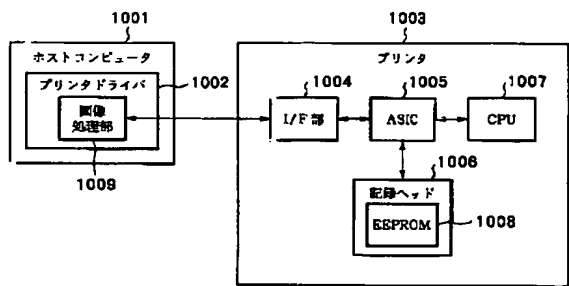 1001
ホストコンピュータ
プリンタドライバ
1002
画像
処理部
1009
1003
プリンタ
1004
I/F部
1005
ASIC
1007
CPU
1006
記録ヘッド
EEPROM
1008